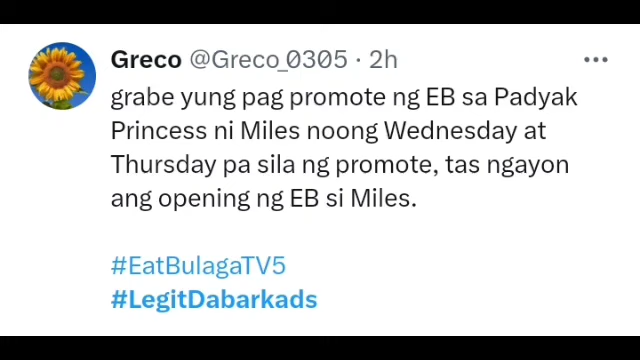 Greco @Greco_0305 · 2h
grabe yung pag promote ng EB sa Padyak
Princess ni Miles noong Wednesday at
Thursday pa sila ng promote, tas ngayon
ang opening ng EB si Miles.
#EatBulagaTV5
#LegitDabarkads